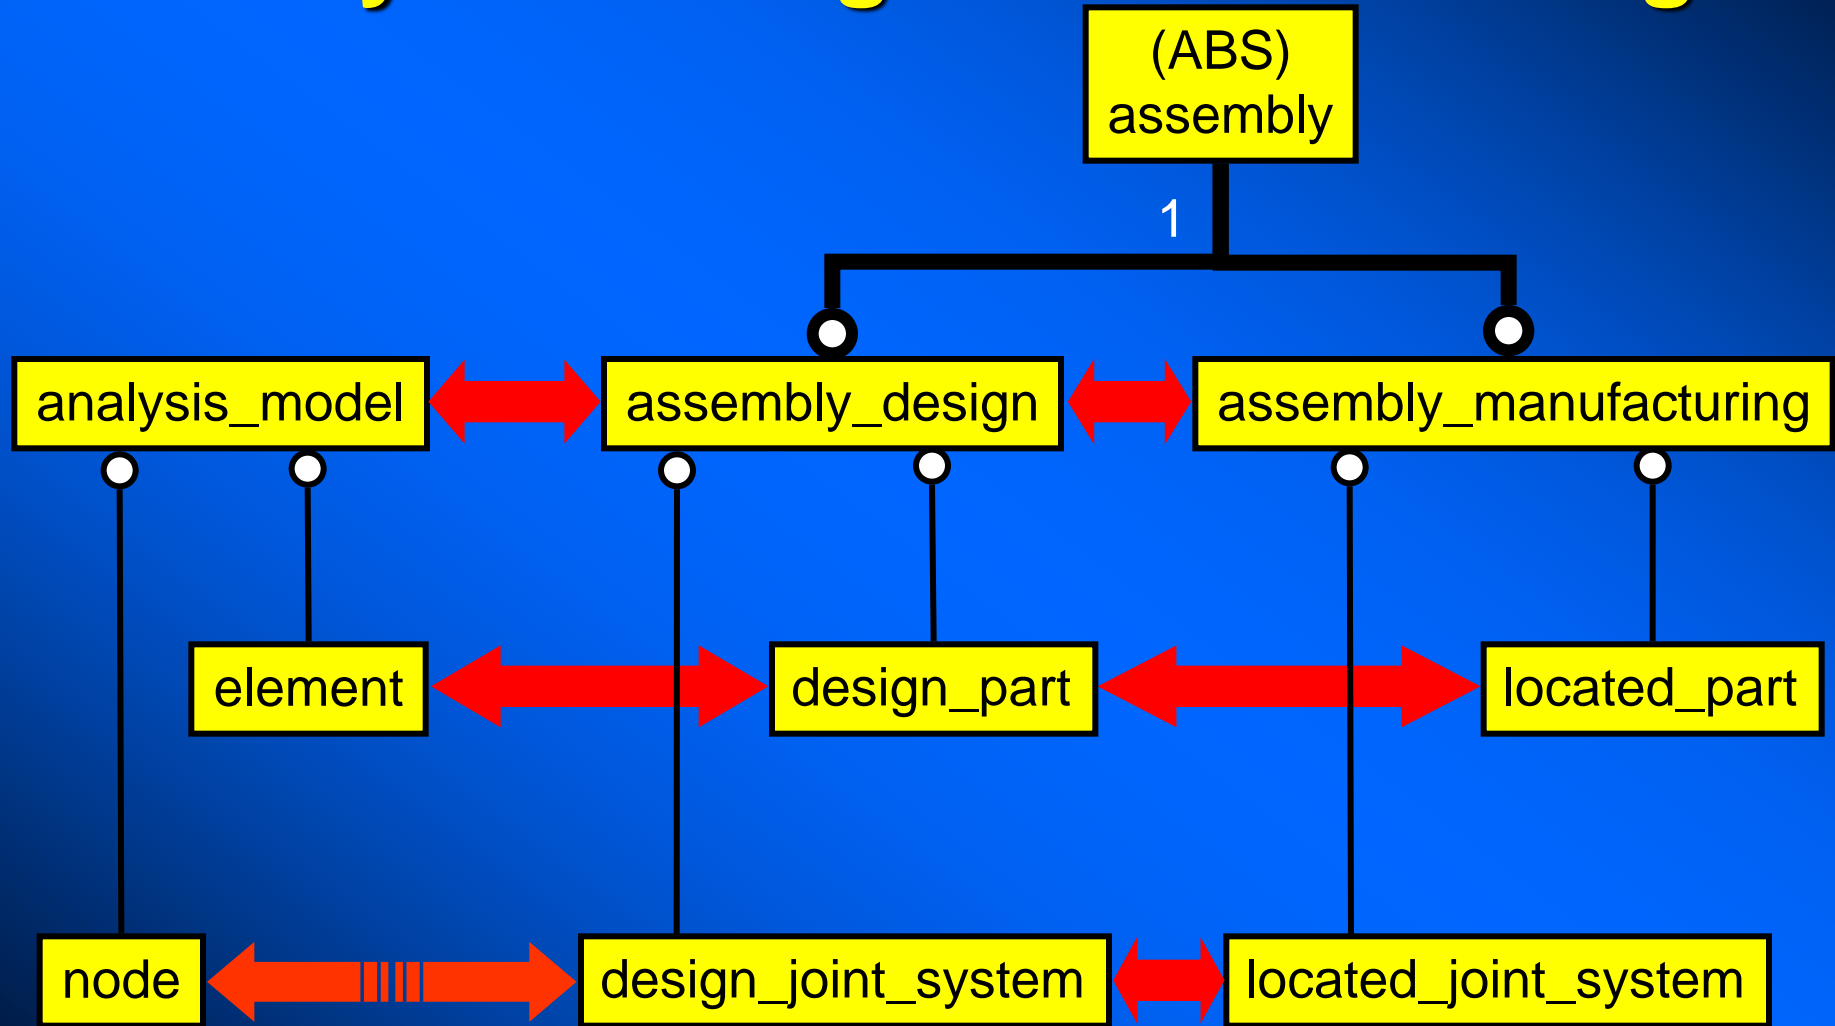 (ABS)
assembly
1
analysis_model
assembly_design
assembly_manufacturing
element
design_part
located_part
node
design_joint_system
located_joint_system